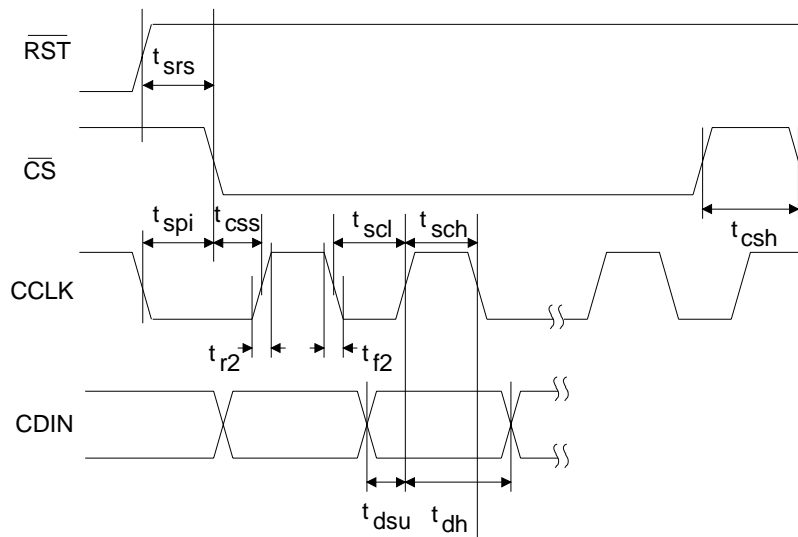 RST
t srs
CS
t spi
t css
t scl
t sch
t csh
CCLK
t r2
t f2
CDIN
t dsu
t dh